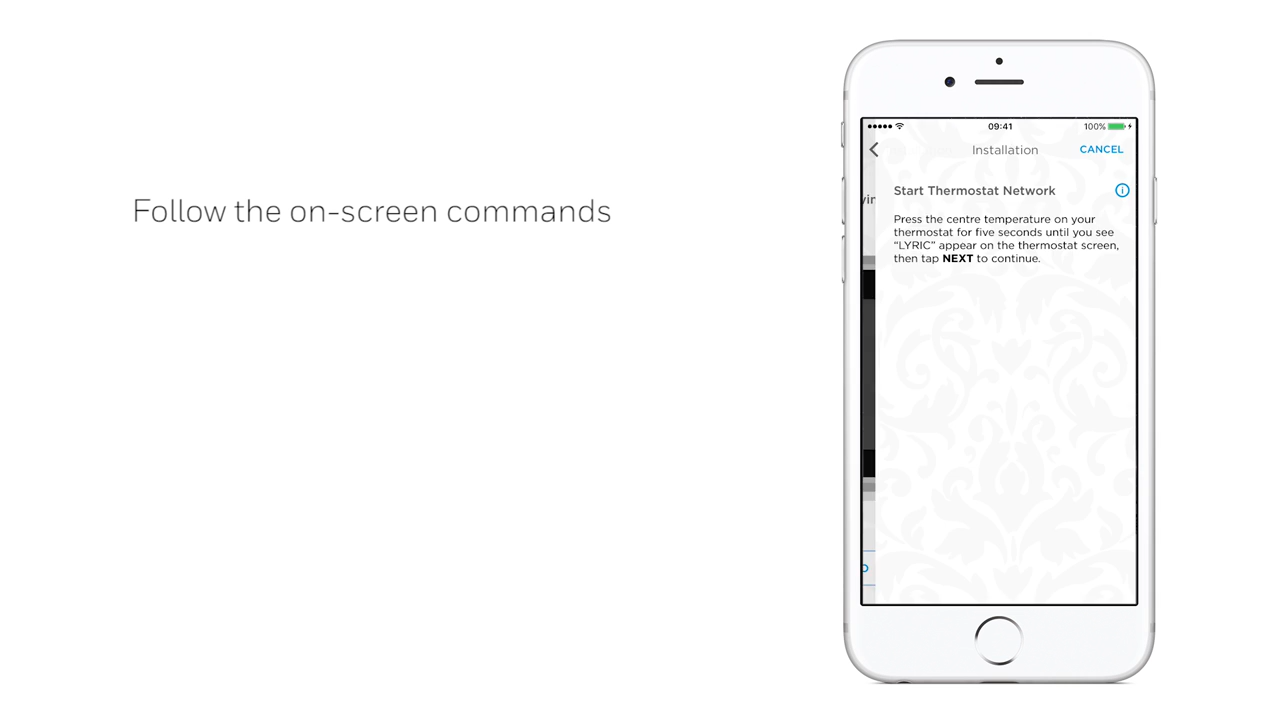 Follow the on-screen commands
09:41
100%
Installation
CANCEL
Start Thermostat Network
Press the centre temperature on your
thermostat for five seconds until you see
“LYRIC” appear on the thermostat screen,
then tap NEXT to continue.